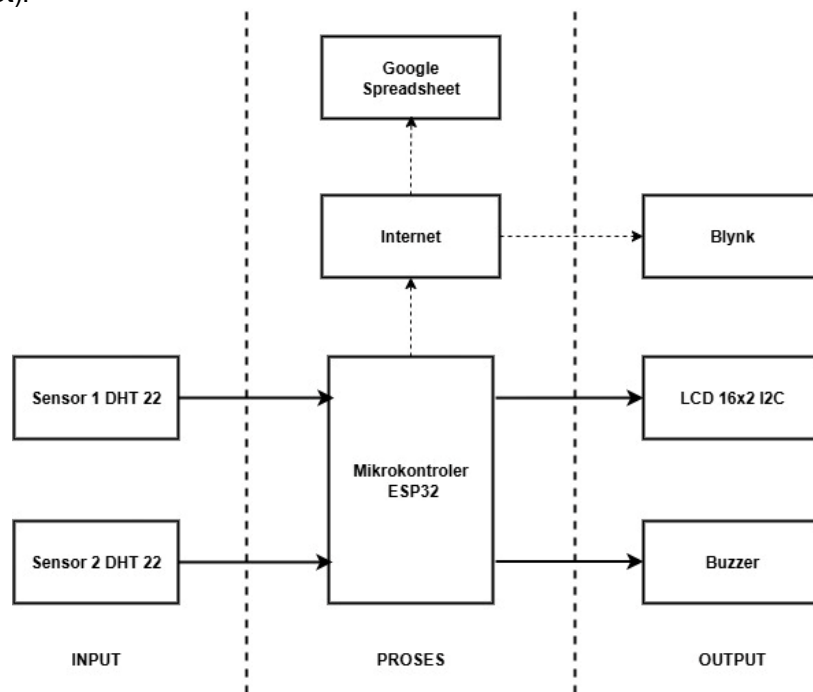 Google
Spreadsheet
Internet
Blynk
Sensor 1 DHT 22
LCD 16x2 I2C
Mikrokontroler
ESP32
Sensor 2 DHT 22
Buzzer
INPUT
PROSES
OUTPUT